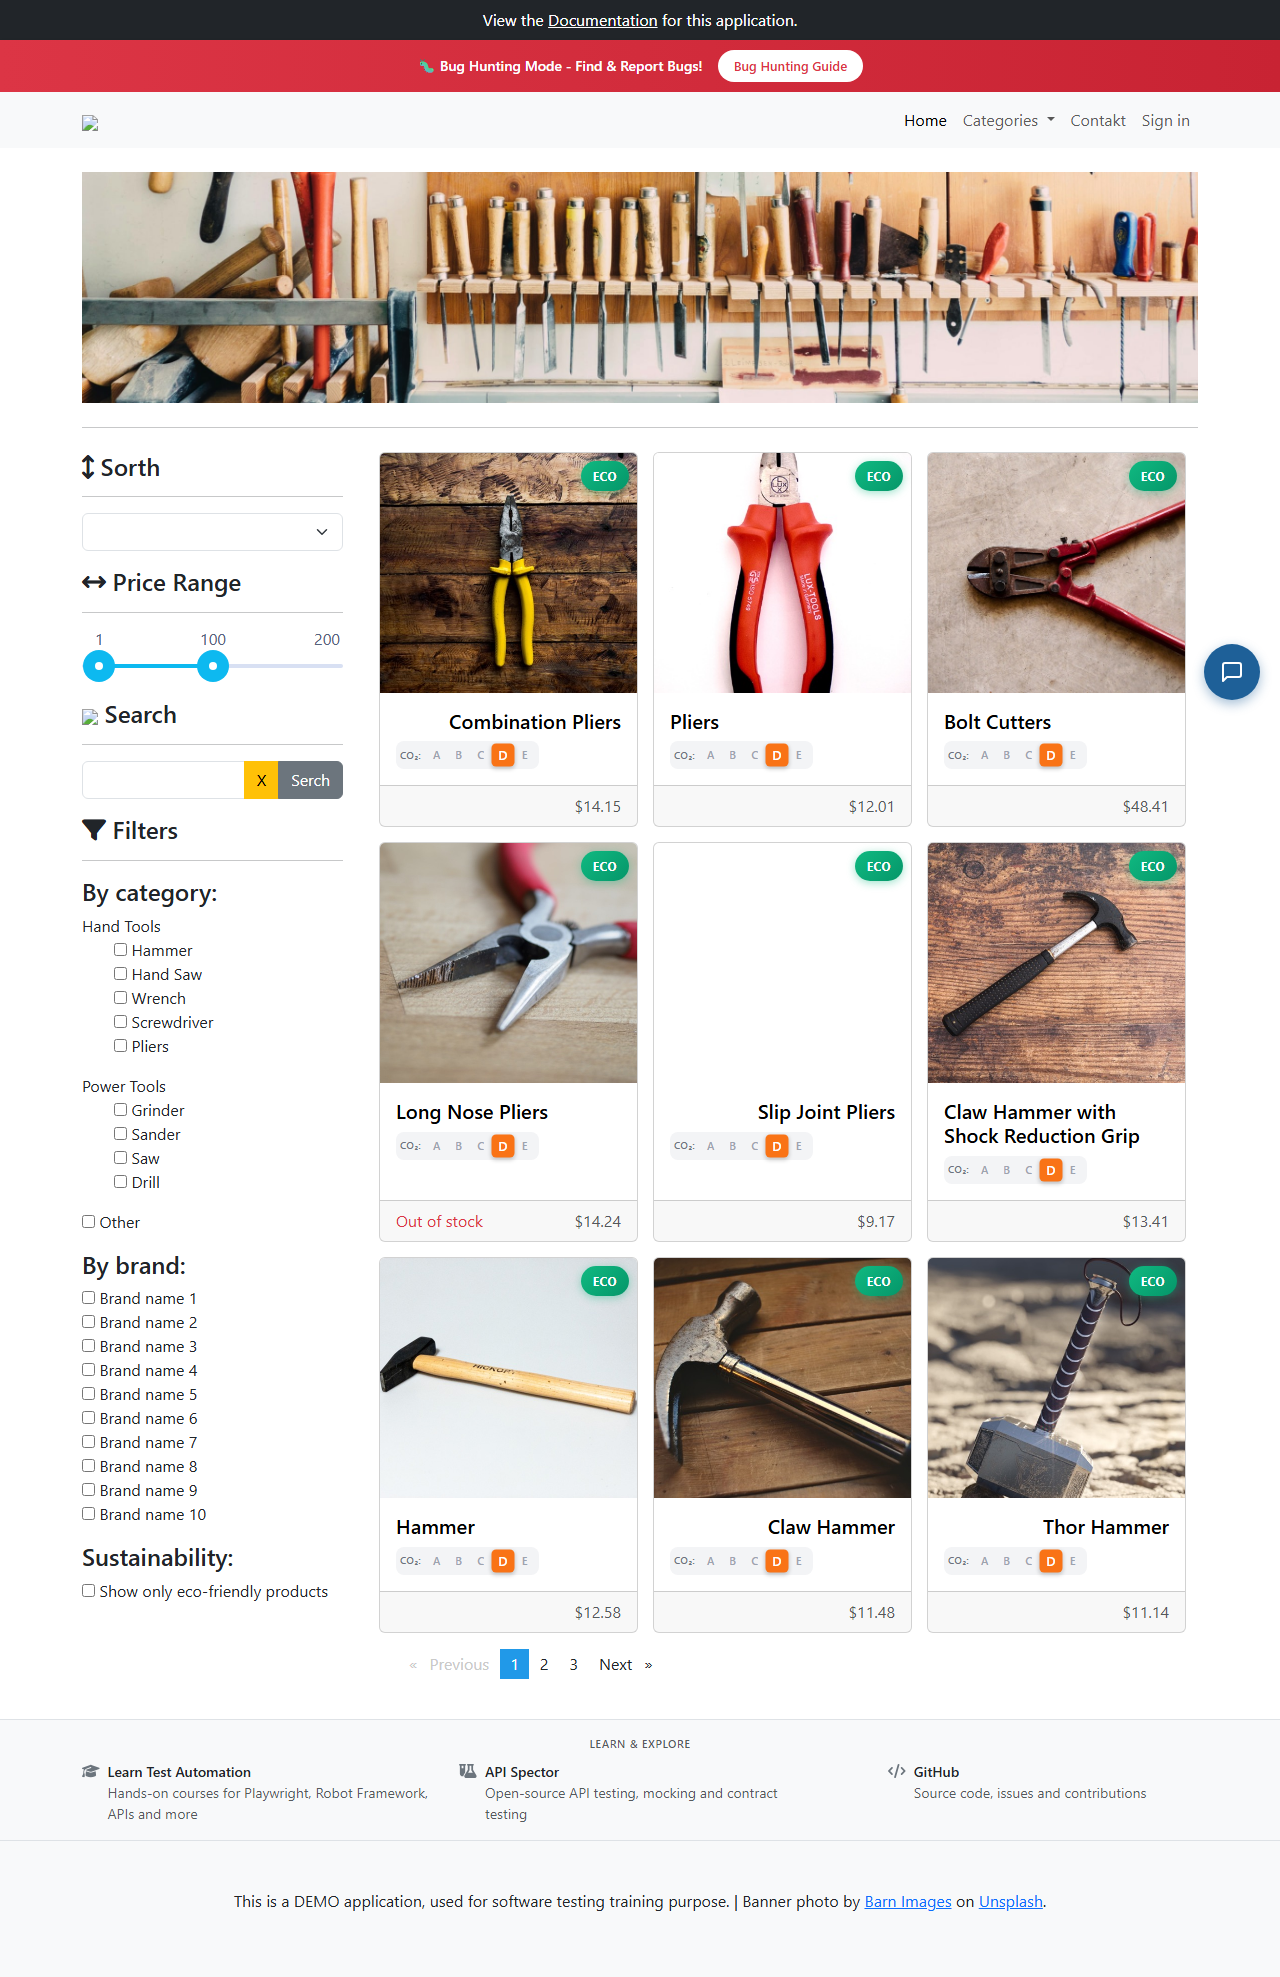 View the Documentation for this application.
Bug Hunting Mode - Find & Report Bugs! Bug Hunting Guide
Home Categories Contakt Sign in
Sorth
Price Range
1 100 200
Search
X Serch
Filters
By category:
Hand Tools
Hammer
Hand Saw
Wrench
Screwdriver
Pliers
Power Tools
Grinder
Sander
Saw
Drill
Other
By brand:
Brand name 1
Brand name 2
Brand name 3
Brand name 4
Brand name 5
Brand name 6
Brand name 7
Brand name 8
Brand name 9
Brand name 10
Sustainability:
Show only eco-friendly products
ECO
Combination Pliers
CO₂: A B C D E
$14.15
ECO
LUX-TOOLS
Pliers
CO₂: A B C D E
$12.01
ECO
Bolt Cutters
CO₂: A B C D E
$48.41
ECO
Long Nose Pliers
CO₂: A B C D E
Out of stock $14.24
ECO
Slip Joint Pliers
CO₂: A B C D E
$9.17
ECO
Claw Hammer with
Shock Reduction Grip
CO₂: A B C D E
$13.41
ECO
Hammer
CO₂: A B C D E
$12.58
ECO
Claw Hammer
CO₂: A B C D E
$11.48
ECO
Thor Hammer
CO₂: A B C D E
$11.14
« Previous 1 2 3 Next »
LEARN & EXPLORE
Learn Test Automation
Hands-on courses for Playwright, Robot Framework,
APIs and more
API Spector
Open-source API testing, mocking and contract
testing
GitHub
Source code, issues and contributions
This is a DEMO application, used for software testing training purpose. | Banner photo by Barn Images on Unsplash.